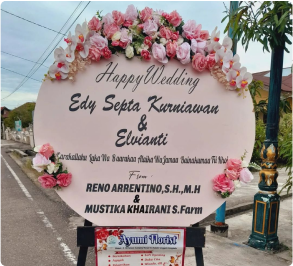 Happy Wedding
Edy Septa Kurniawan
&
Elvianti
Barakallahu Laka Wa Baarakaa Alaika Wa Jamaa Bainakumaa Fii Khoir
From
RENO ARRENTINO,S.H.,M.H
&
MUSTIKA KHAIRANI S.Farm
Ayumi Florist